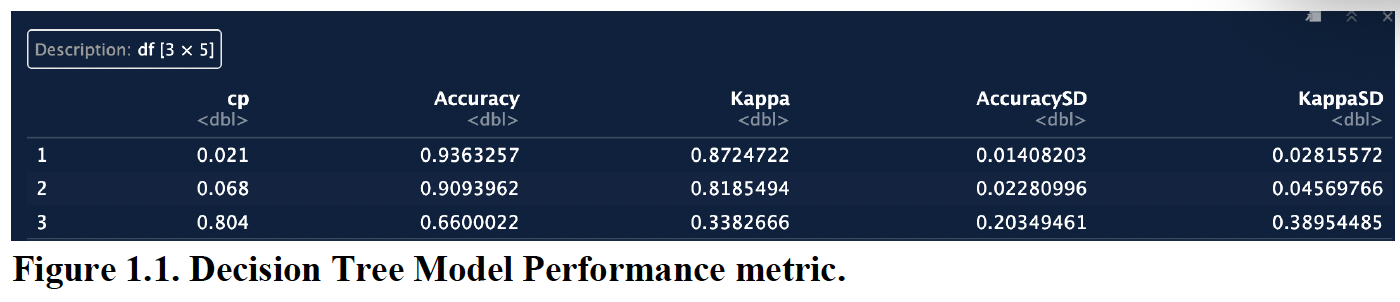 Description: df [3 × 5]
cp Accuracy Kappa AccuracySD KappaSD
<dbl> <dbl> <dbl> <dbl> <dbl>
1 0.021 0.9363257 0.8724722 0.01408203 0.02815572
2 0.068 0.9093962 0.8185494 0.02280996 0.04569766
3 0.804 0.6600022 0.3382666 0.20349461 0.38954485
Figure 1.1. Decision Tree Model Performance metric.